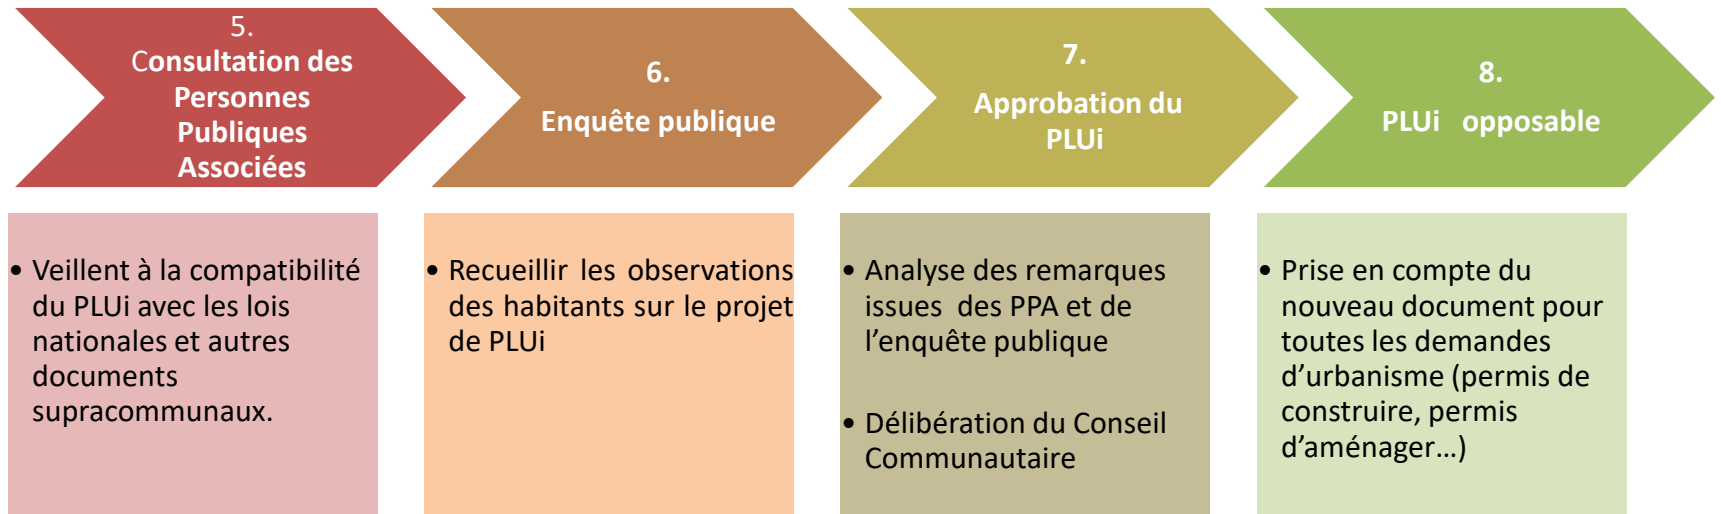 5.
Consultation des
Personnes
Publiques
Associées
6.
Enquête publique
7.
Approbation du
PLUi
8.
PLUi opposable
• Veillent à la compatibilité
du PLUi avec les lois
nationales et autres
documents
supracommunaux.
• Recueillir les observations
des habitants sur le projet
de PLUi
• Analyse des remarques
issues des PPA et de
l’enquête publique
• Délibération du Conseil
Communautaire
• Prise en compte du
nouveau document pour
toutes les demandes
d’urbanisme (permis de
construire, permis
d’aménager…)